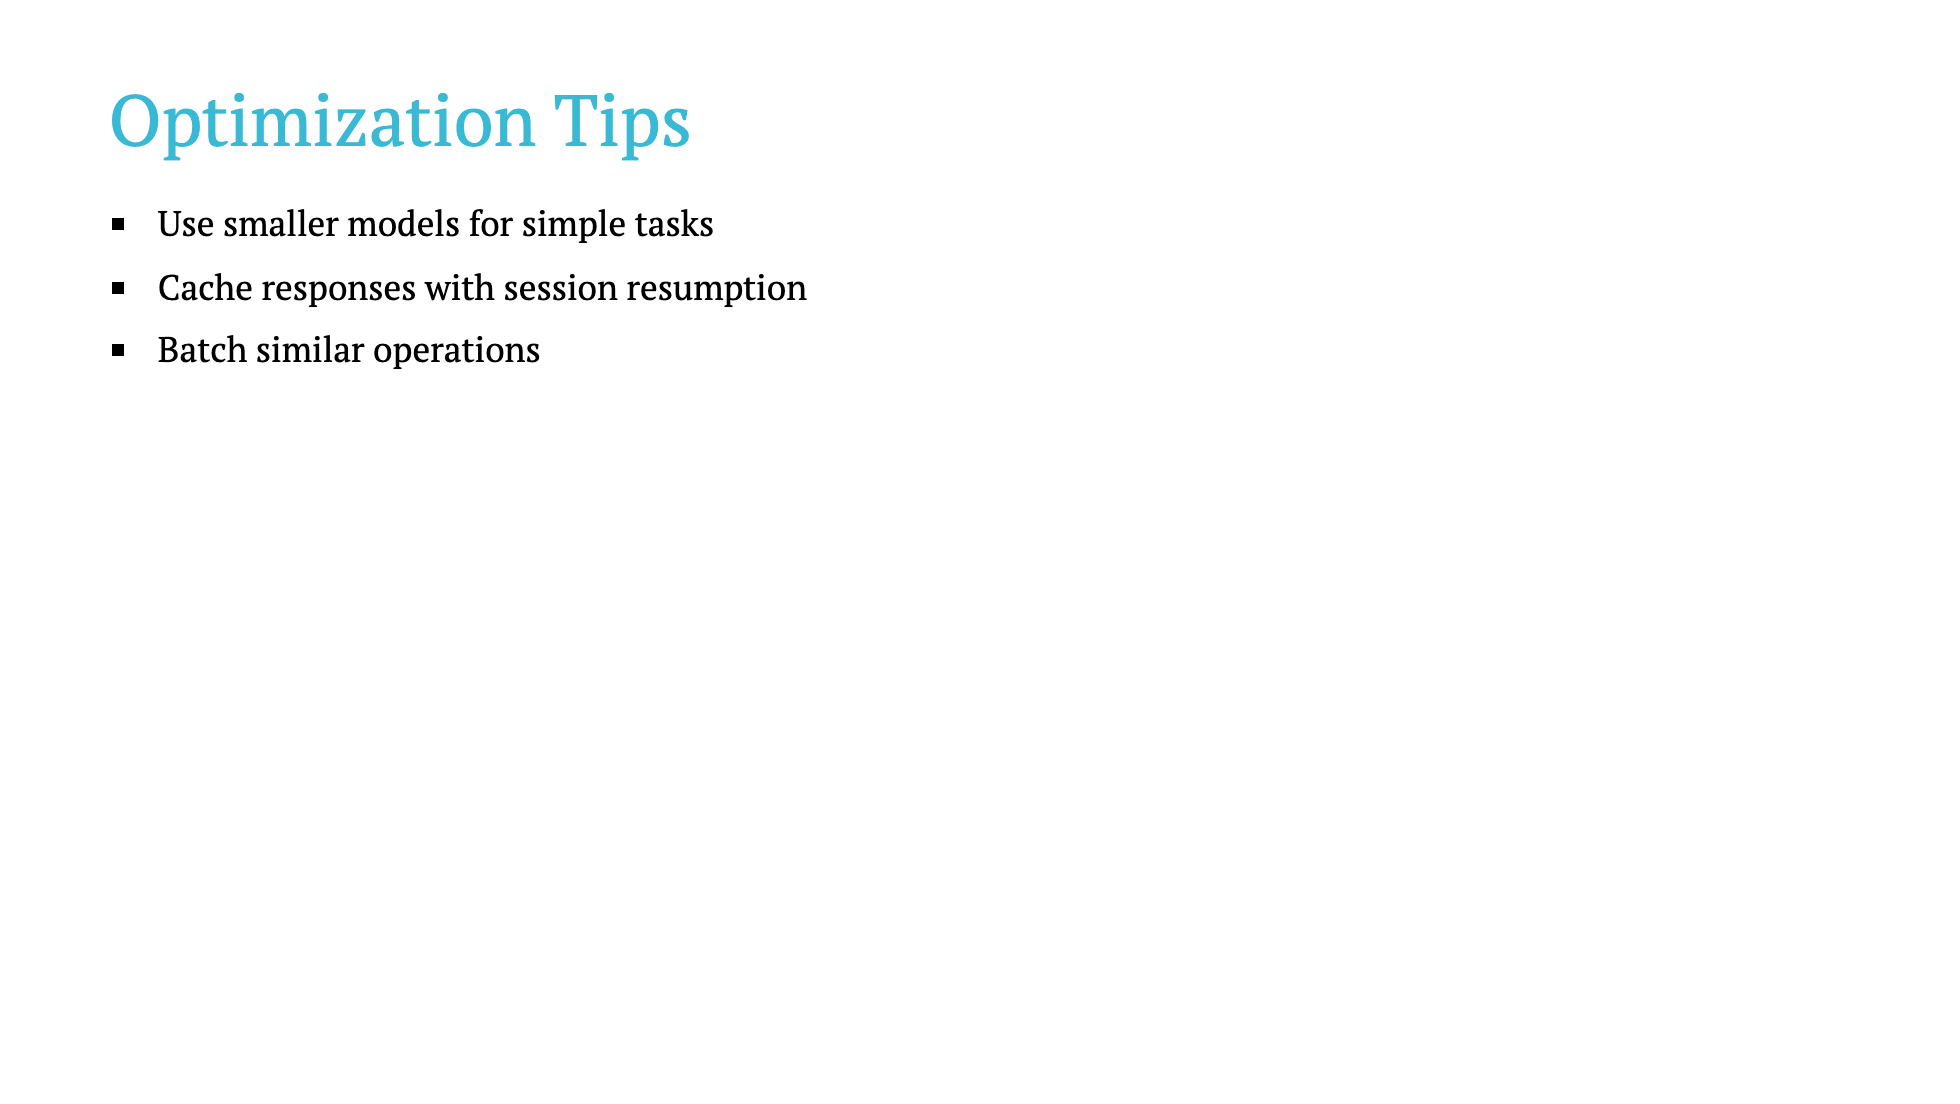 Optimization Tips
▪ Use smaller models for simple tasks
▪ Cache responses with session resumption
▪ Batch similar operations